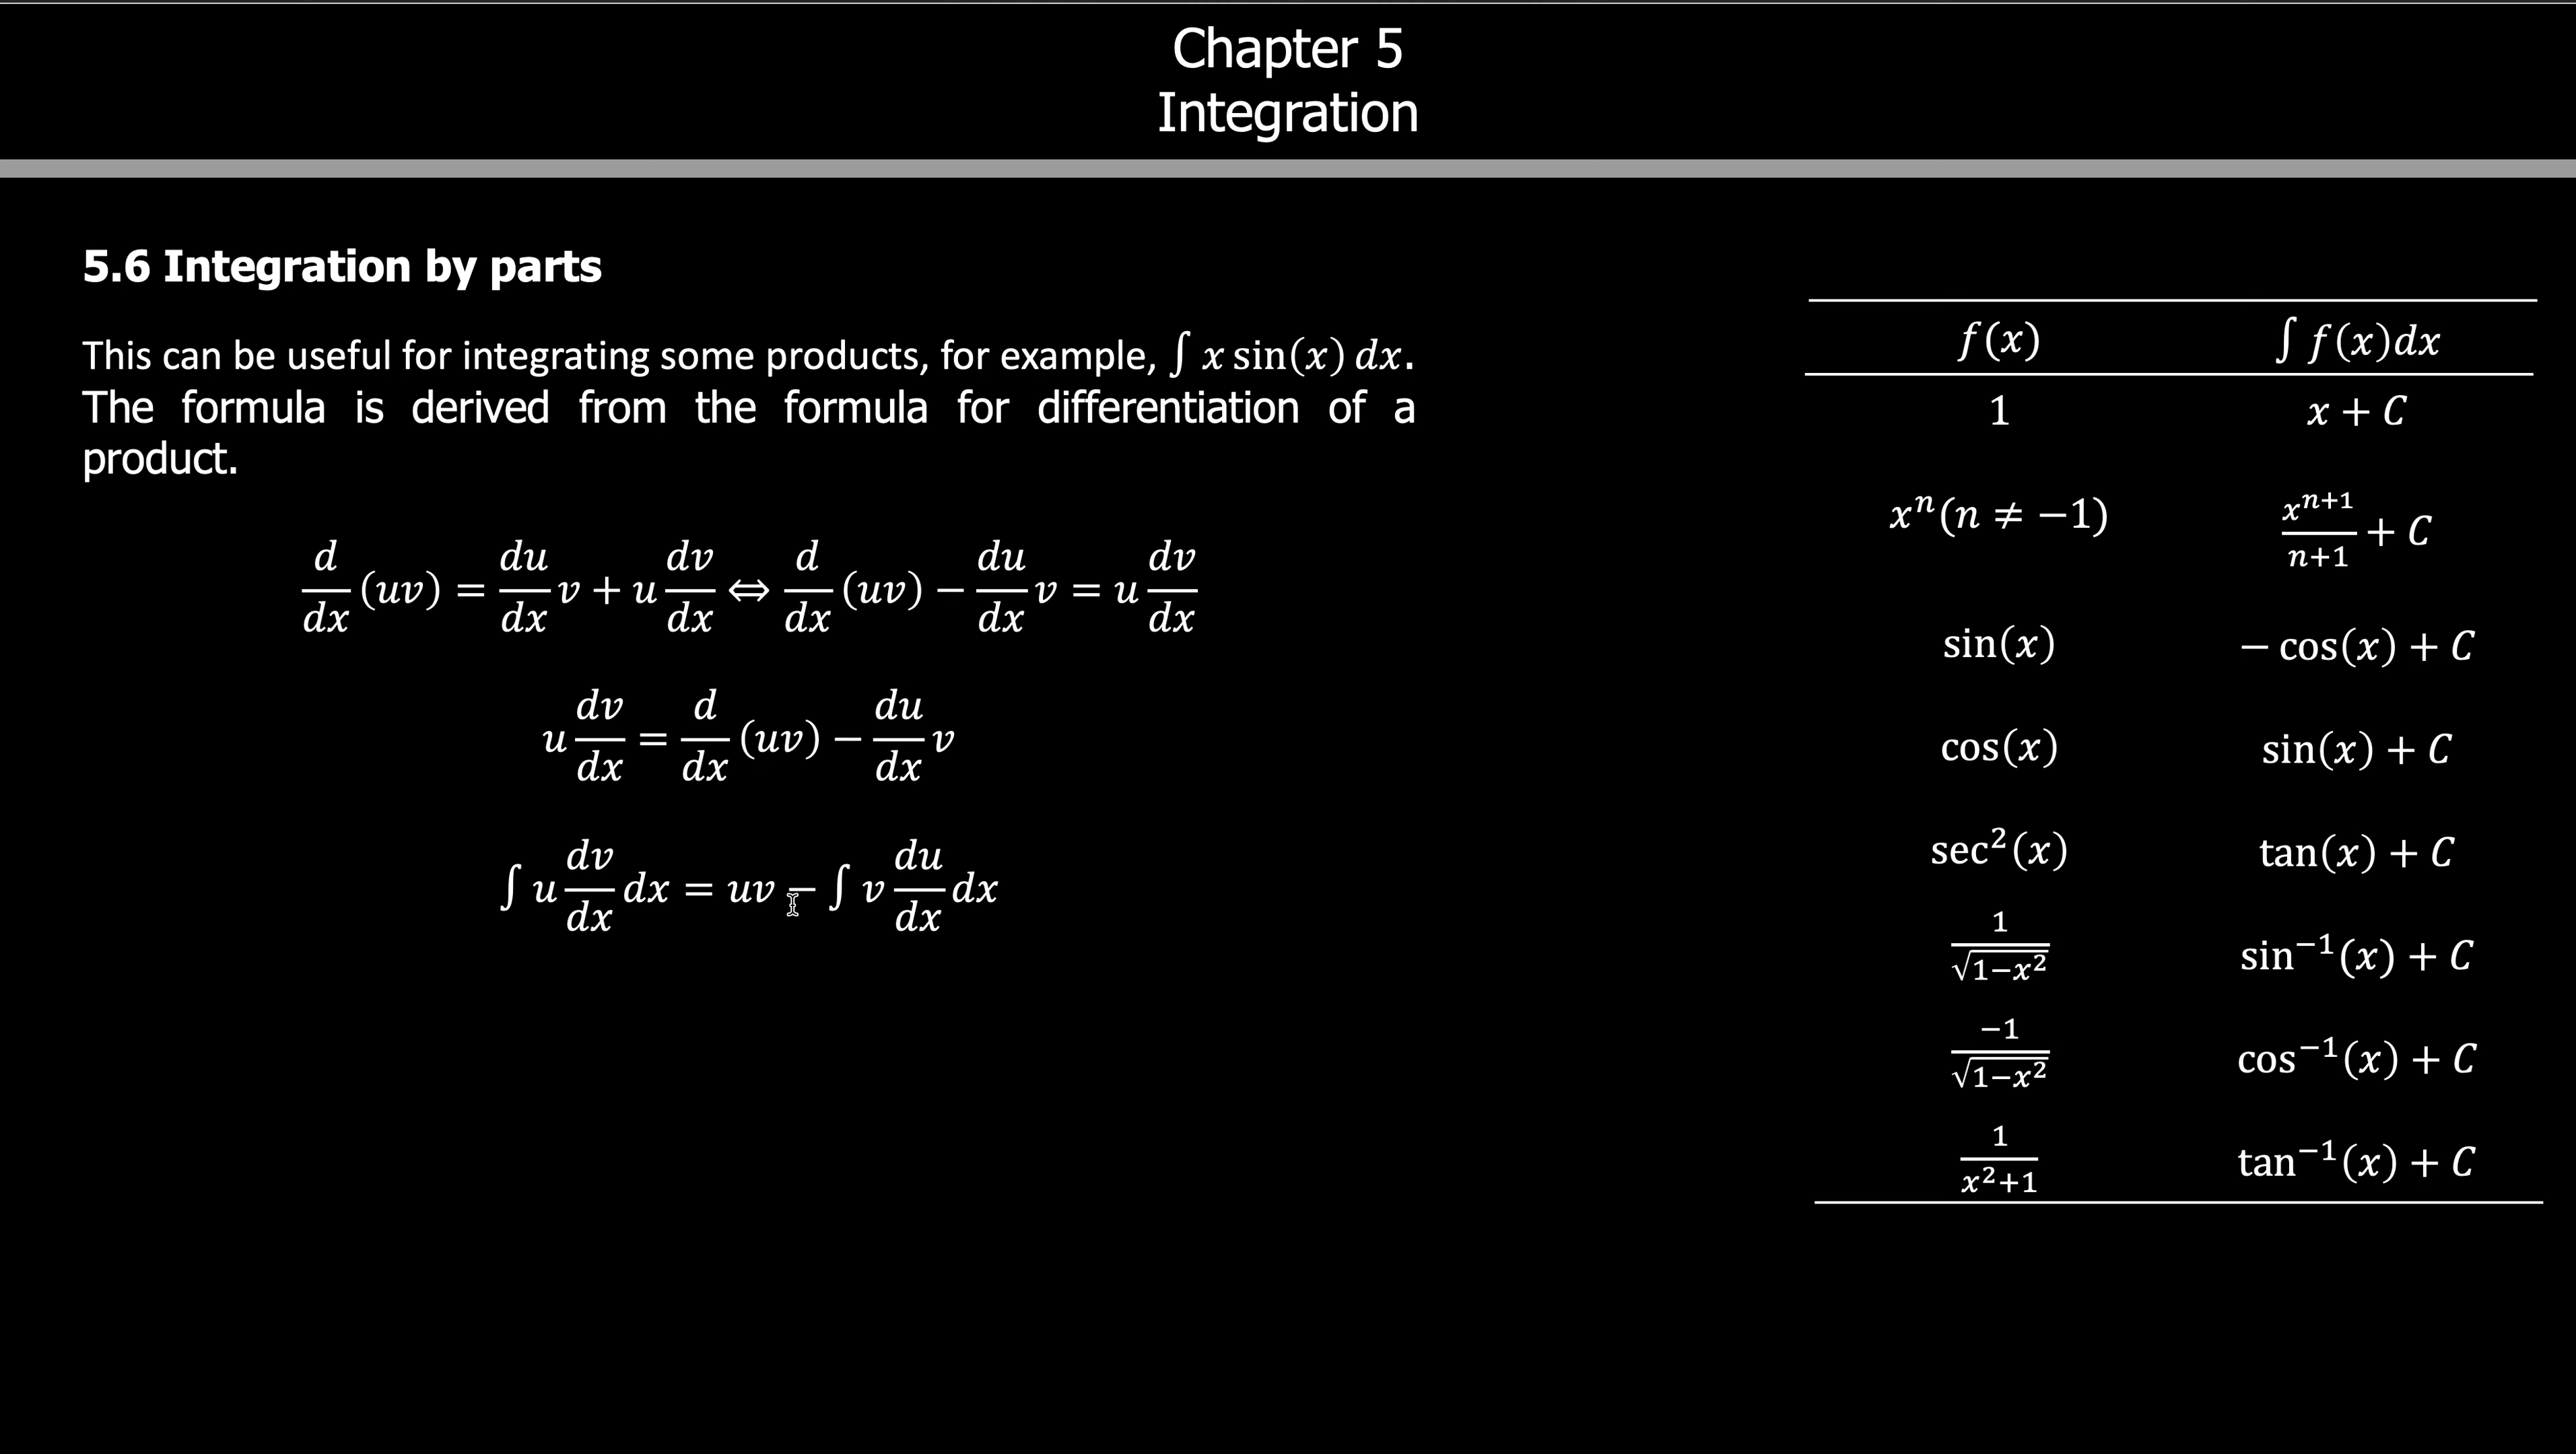 Chapter 5
Integration
5.6 Integration by parts
This can be useful for integrating some products, for example, ∫ x sin(x) dx.
The formula is derived from the formula for differentiation of a
product.
d/dx (uv) = du/dx v + u dv/dx ⇔ d/dx (uv) − du/dx v = u dv/dx
u dv/dx = d/dx (uv) − du/dx v
∫ u dv/dx dx = uv − ∫ v du/dx dx
f(x) ∫ f(x)dx
1 x + C
xⁿ(n ≠ −1) xⁿ⁺¹/n+1 + C
sin(x) − cos(x) + C
cos(x) sin(x) + C
sec²(x) tan(x) + C
1/√1−x² sin⁻¹(x) + C
−1/√1−x² cos⁻¹(x) + C
1/x²+1 tan⁻¹(x) + C